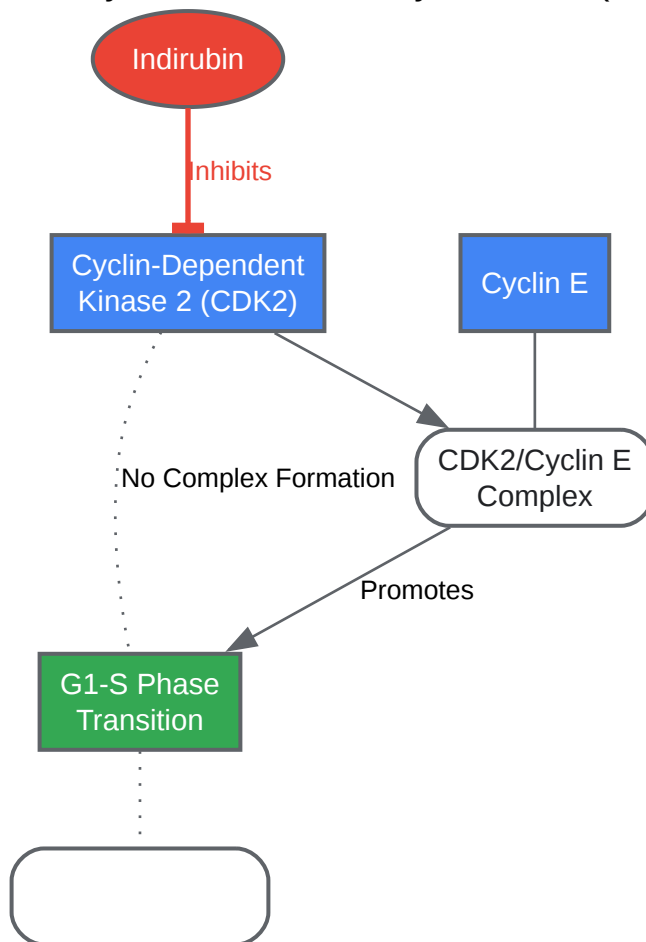 Indirubin
Inhibits
Cyclin-Dependent
Kinase 2 (CDK2)
Cyclin E
CDK2/Cyclin E
Complex
No Complex Formation
Promotes
G1-S Phase
Transition